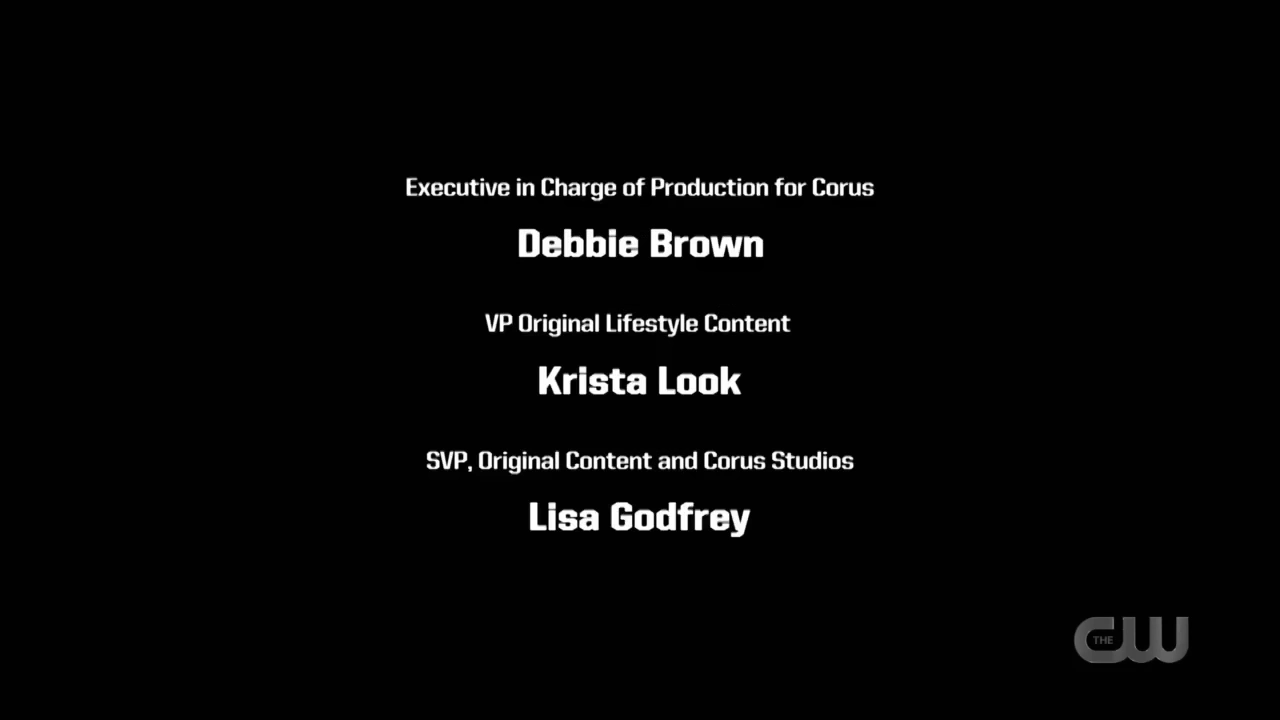 Executive in Charge of Production for Corus
Debbie Brown
VP Original Lifestyle Content
Krista Look
SVP, Original Content and Corus Studios
Lisa Godfrey
THE CW